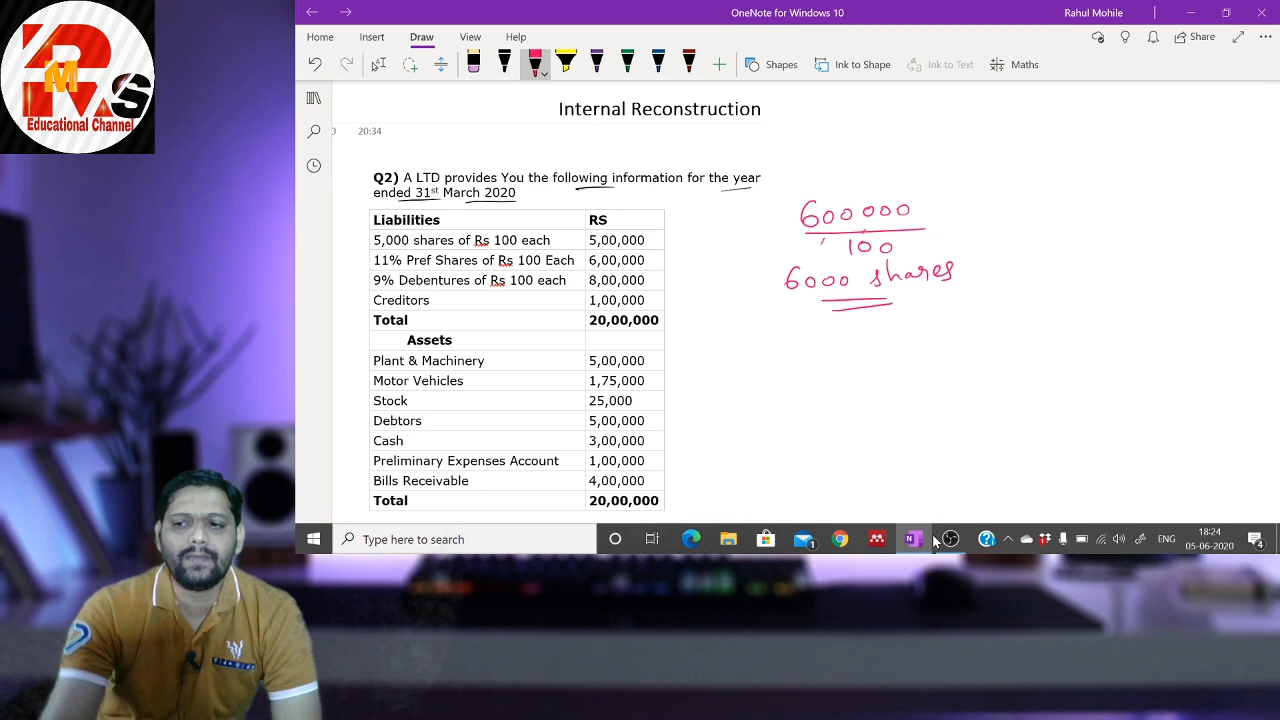 OneNote for Windows 10
Rahul Mohile
Home Insert Draw View Help
Share
Shapes Ink to Shape Ink to Text Maths
R
M S
Educational Channel
Internal Reconstruction
20:34
Q2) A LTD provides You the following information for the year
ended 31st March 2020
Liabilities RS
5,000 shares of Rs 100 each 5,00,000
11% Pref Shares of Rs 100 Each 6,00,000
9% Debentures of Rs 100 each 8,00,000
Creditors 1,00,000
Total 20,00,000
Assets
Plant & Machinery 5,00,000
Motor Vehicles 1,75,000
Stock 25,000
Debtors 5,00,000
Cash 3,00,000
Preliminary Expenses Account 1,00,000
Bills Receivable 4,00,000
Total 20,00,000
600000
100
6000 shares
Type here to search
1
N
ENG
18:24
05-06-2020
4